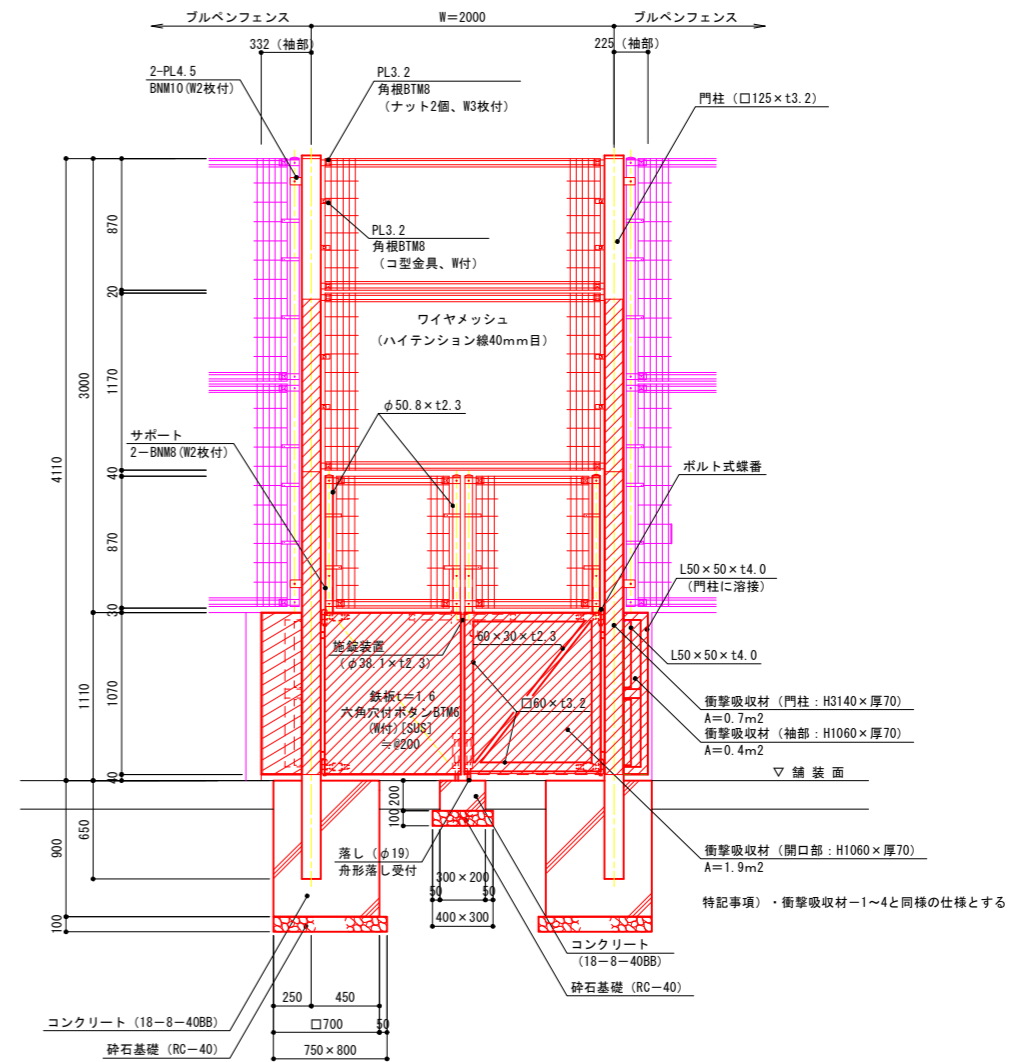 ブルペンフェンス
W=2000
ブルペンフェンス
332 (袖部)
225 (袖部)
2-PL4.5
BNM10(W2枚付)
PL3.2
角根BTM8
（ナット2個、W3枚付）
門柱（□125×t3.2）
PL3.2
角根BTM8
（コ型金具、W付）
ワイヤメッシュ
（ハイテンション線40mm目）
φ50.8×t2.3
サポート
2－BNM8(W2枚付)
ボルト式蝶番
L50×50×t4.0
（門柱に溶接）
L50×50×t4.0
施錠装置
（φ38.1×t2.3）
60×30×t2.3
□60×t3.2
鉄板t＝1.6
六角穴付ボタンBTM6
(W付)[SUS]
≒@200
衝撃吸収材（門柱：H3140×厚70）
A=0.7m2
衝撃吸収材（袖部：H1060×厚70）
A=0.4m2
▽ 舗 装 面
衝撃吸収材（開口部：H1060×厚70）
A=1.9m2
特記事項）・衝撃吸収材－1～4と同様の仕様とする
落し（φ19）
舟形落し受付
コンクリート
（18－8－40BB）
砕石基礎（RC－40）
コンクリート（18－8－40BB）
砕石基礎（RC－40）
870
20
1170
40
870
30
1070
40
3000
1110
650
4110
900
100
200
100
300×200
50
50
400×300
250
450
□700
50
750×800